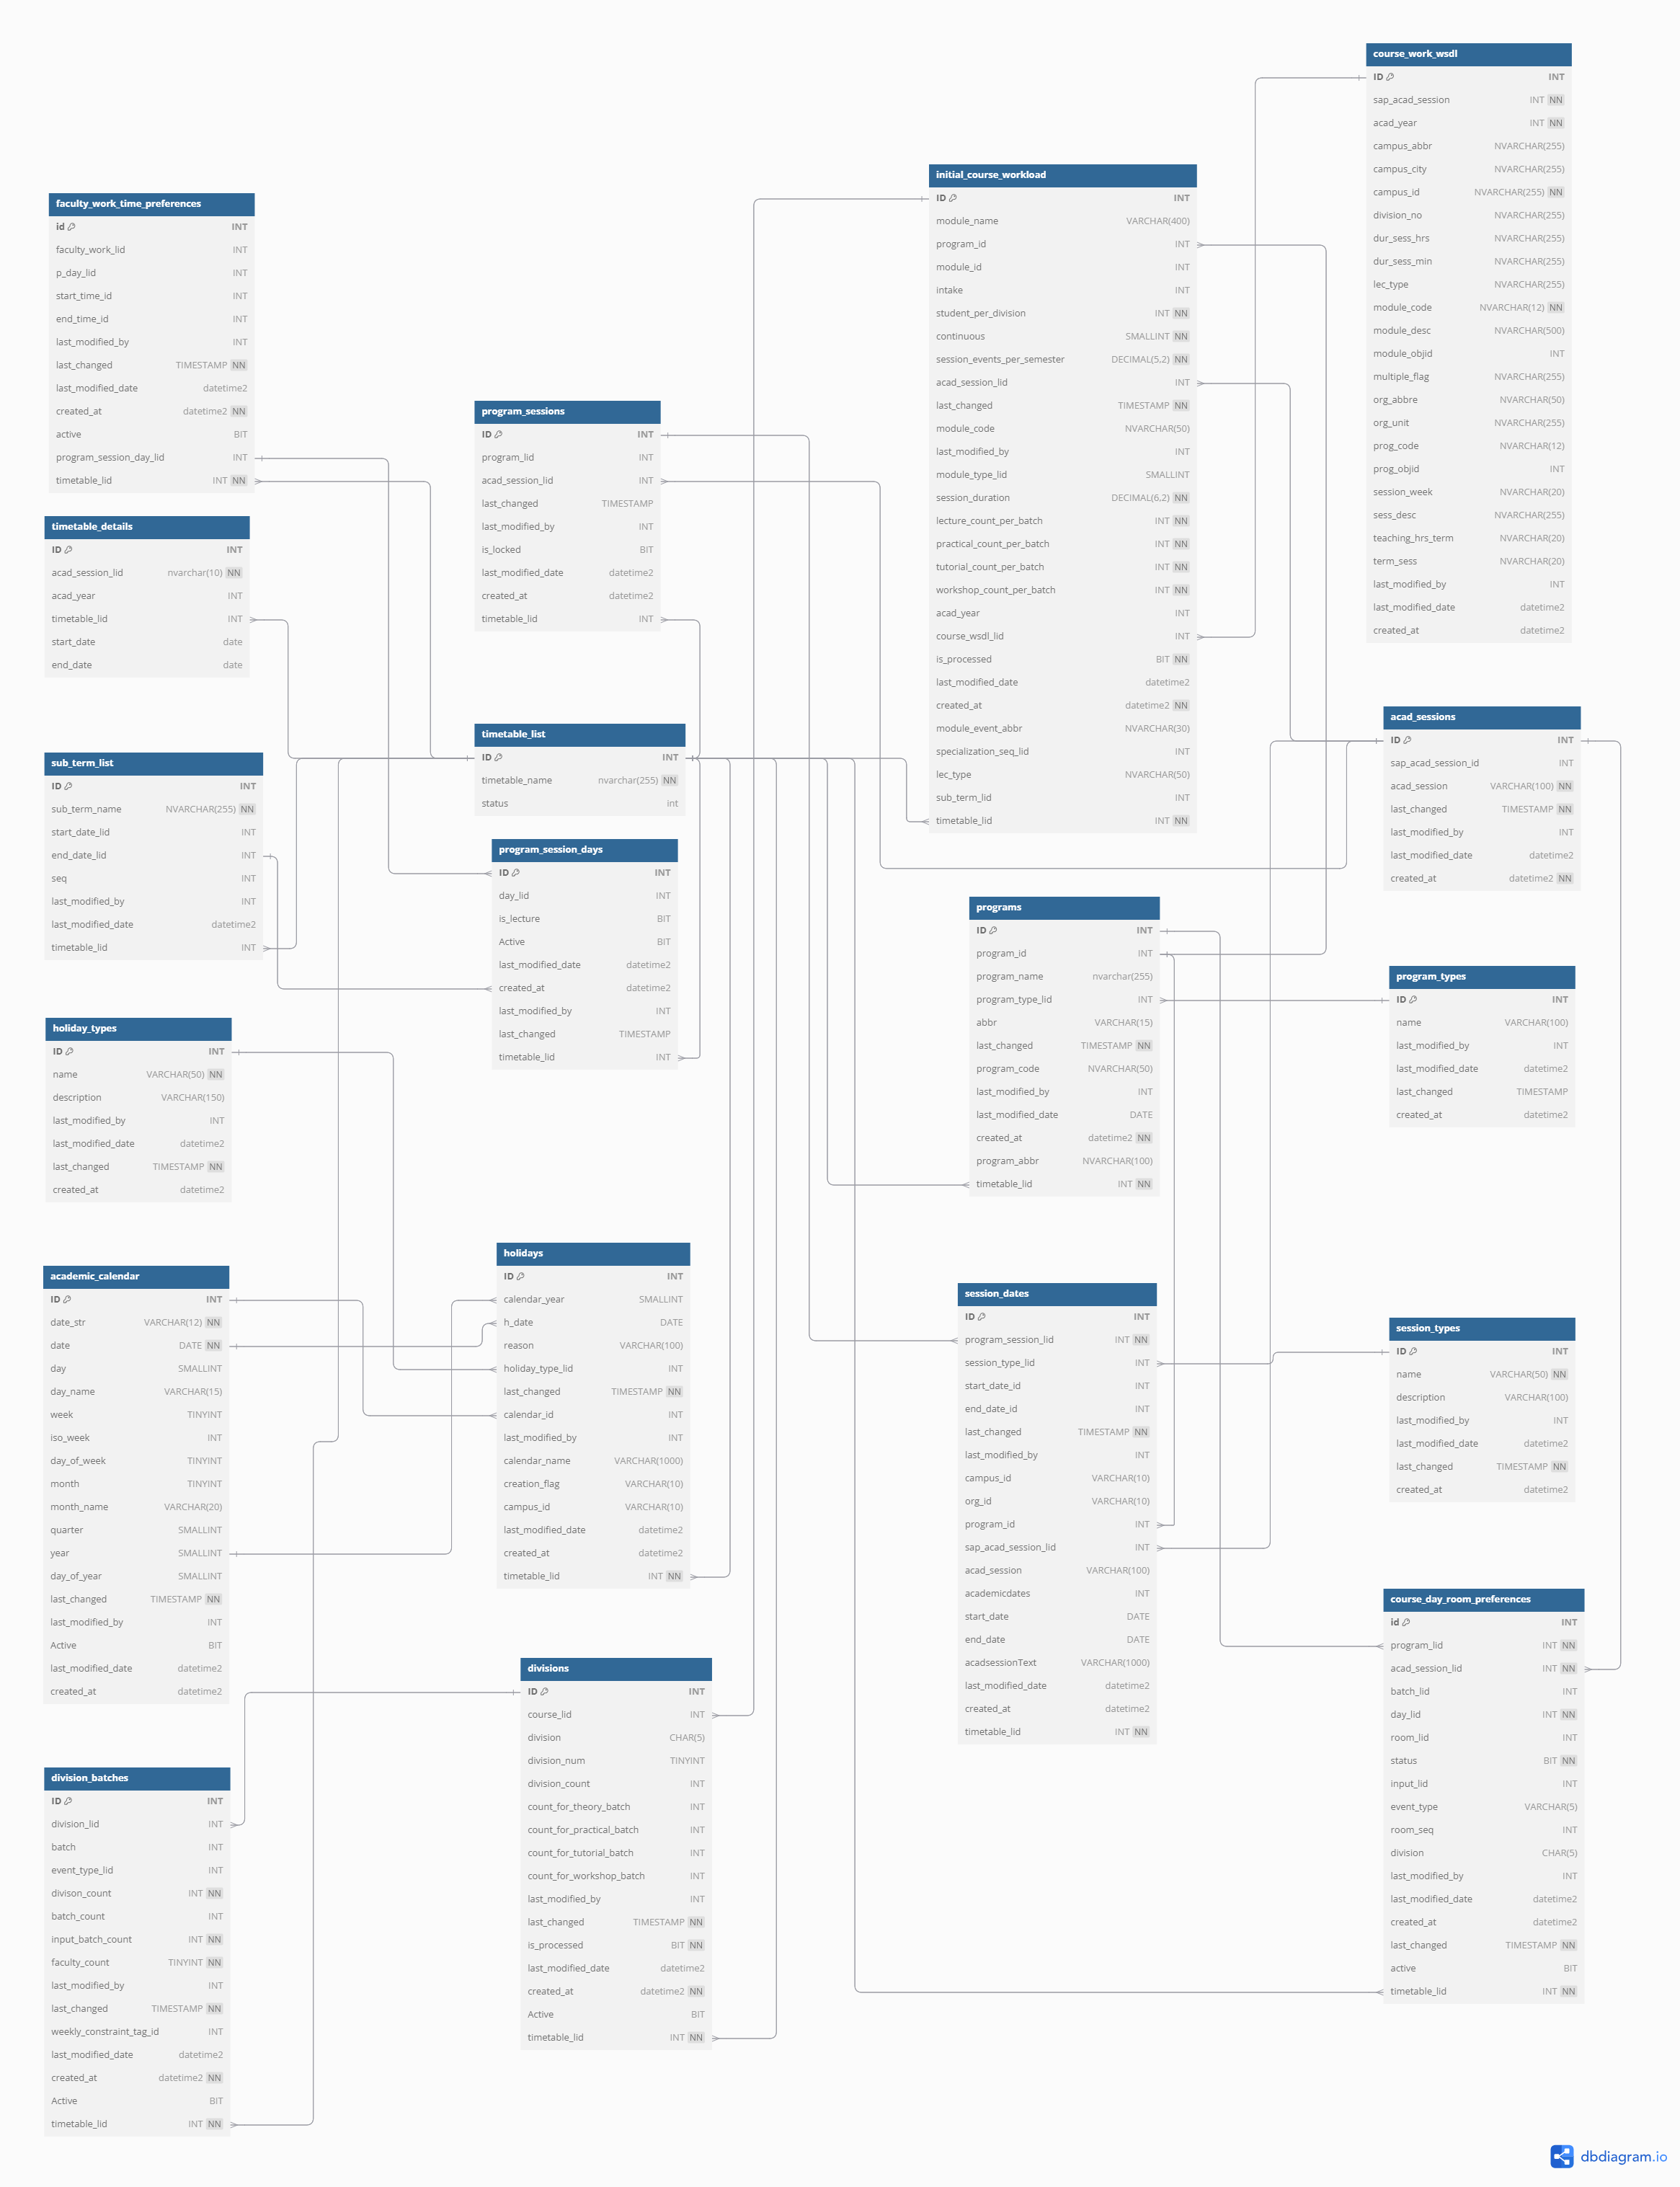 course_work_wsdl
ID INT
sap_acad_session INT NN
acad_year INT NN
campus_abbr NVARCHAR(255)
campus_city NVARCHAR(255)
campus_id NVARCHAR(255) NN
division_no NVARCHAR(255)
dur_sess_hrs NVARCHAR(255)
dur_sess_min NVARCHAR(255)
lec_type NVARCHAR(255)
module_code NVARCHAR(12) NN
module_desc NVARCHAR(500)
module_objid INT
multiple_flag NVARCHAR(255)
org_abbre NVARCHAR(50)
org_unit NVARCHAR(255)
prog_code NVARCHAR(12)
prog_objid INT
session_week NVARCHAR(20)
sess_desc NVARCHAR(255)
teaching_hrs_term NVARCHAR(20)
term_sess NVARCHAR(20)
last_modified_by INT
last_modified_date datetime2
created_at datetime2
initial_course_workload
ID INT
module_name VARCHAR(400)
program_id INT
module_id INT
intake INT
student_per_division INT NN
continuous SMALLINT NN
session_events_per_semester DECIMAL(5,2) NN
acad_session_lid INT
last_changed TIMESTAMP NN
module_code NVARCHAR(50)
last_modified_by INT
module_type_lid SMALLINT
session_duration DECIMAL(6,2) NN
lecture_count_per_batch INT NN
practical_count_per_batch INT NN
tutorial_count_per_batch INT NN
workshop_count_per_batch INT NN
acad_year INT
course_wsdl_lid INT
is_processed BIT NN
last_modified_date datetime2
created_at datetime2 NN
module_event_abbr NVARCHAR(30)
specialization_seq_lid INT
lec_type NVARCHAR(50)
sub_term_lid INT
timetable_lid INT NN
faculty_work_time_preferences
id INT
faculty_work_lid INT
p_day_lid INT
start_time_id INT
end_time_id INT
last_modified_by INT
last_changed TIMESTAMP NN
last_modified_date datetime2
created_at datetime2 NN
active BIT
program_session_day_lid INT
timetable_lid INT NN
program_sessions
ID INT
program_lid INT
acad_session_lid INT
last_changed TIMESTAMP
last_modified_by INT
is_locked BIT
last_modified_date datetime2
created_at datetime2
timetable_lid INT
timetable_details
ID INT
acad_session_lid nvarchar(10) NN
acad_year INT
timetable_lid INT
start_date date
end_date date
acad_sessions
ID INT
sap_acad_session_id INT
acad_session VARCHAR(100) NN
last_changed TIMESTAMP NN
last_modified_by INT
last_modified_date datetime2
created_at datetime2 NN
timetable_list
ID INT
timetable_name nvarchar(255) NN
status int
sub_term_list
ID INT
sub_term_name NVARCHAR(255) NN
start_date_lid INT
end_date_lid INT
seq INT
last_modified_by INT
last_modified_date datetime2
timetable_lid INT
program_session_days
ID INT
day_lid INT
is_lecture BIT
Active BIT
last_modified_date datetime2
created_at datetime2
last_modified_by INT
last_changed TIMESTAMP
timetable_lid INT
programs
ID INT
program_id INT
program_name nvarchar(255)
program_type_lid INT
abbr VARCHAR(15)
last_changed TIMESTAMP NN
program_code NVARCHAR(50)
last_modified_by INT
last_modified_date DATE
created_at datetime2 NN
program_abbr NVARCHAR(100)
timetable_lid INT NN
program_types
ID INT
name VARCHAR(100)
last_modified_by INT
last_modified_date datetime2
last_changed TIMESTAMP
created_at datetime2
holiday_types
ID INT
name VARCHAR(50) NN
description VARCHAR(150)
last_modified_by INT
last_modified_date datetime2
last_changed TIMESTAMP NN
created_at datetime2
holidays
ID INT
calendar_year SMALLINT
h_date DATE
reason VARCHAR(100)
holiday_type_lid INT
last_changed TIMESTAMP NN
calendar_id INT
last_modified_by INT
calendar_name VARCHAR(1000)
creation_flag VARCHAR(10)
campus_id VARCHAR(10)
last_modified_date datetime2
created_at datetime2
timetable_lid INT NN
academic_calendar
ID INT
date_str VARCHAR(12) NN
date DATE NN
day SMALLINT
day_name VARCHAR(15)
week TINYINT
iso_week INT
day_of_week TINYINT
month TINYINT
month_name VARCHAR(20)
quarter SMALLINT
year SMALLINT
day_of_year SMALLINT
last_changed TIMESTAMP NN
last_modified_by INT
Active BIT
last_modified_date datetime2
created_at datetime2
session_dates
ID INT
program_session_lid INT NN
session_type_lid INT
start_date_id INT
end_date_id INT
last_changed TIMESTAMP NN
last_modified_by INT
campus_id VARCHAR(10)
org_id VARCHAR(10)
program_id INT
sap_acad_session_lid INT
acad_session VARCHAR(100)
academicdates INT
start_date DATE
end_date DATE
acadsessionText VARCHAR(1000)
last_modified_date datetime2
created_at datetime2
timetable_lid INT NN
session_types
ID INT
name VARCHAR(50) NN
description VARCHAR(100)
last_modified_by INT
last_modified_date datetime2
last_changed TIMESTAMP NN
created_at datetime2
course_day_room_preferences
id INT
program_lid INT NN
acad_session_lid INT NN
batch_lid INT
day_lid INT NN
room_lid INT
status BIT NN
input_lid INT
event_type VARCHAR(5)
room_seq INT
division CHAR(5)
last_modified_by INT
last_modified_date datetime2
created_at datetime2
last_changed TIMESTAMP NN
active BIT
timetable_lid INT NN
divisions
ID INT
course_lid INT
division CHAR(5)
division_num TINYINT
division_count INT
count_for_theory_batch INT
count_for_practical_batch INT
count_for_tutorial_batch INT
count_for_workshop_batch INT
last_modified_by INT
last_changed TIMESTAMP NN
is_processed BIT NN
last_modified_date datetime2
created_at datetime2 NN
Active BIT
timetable_lid INT NN
division_batches
ID INT
division_lid INT
batch INT
event_type_lid INT
divison_count INT NN
batch_count INT
input_batch_count INT NN
faculty_count TINYINT NN
last_modified_by INT
last_changed TIMESTAMP NN
weekly_constraint_tag_id INT
last_modified_date datetime2
created_at datetime2 NN
Active BIT
timetable_lid INT NN
dbdiagram.io